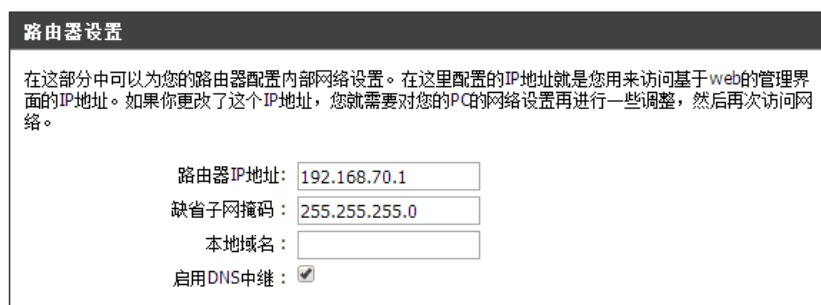 路由器设置
在这部分中可以为您的路由器配置内部网络设置。在这里配置的IP地址就是您用来访问基于web的管理界
面的IP地址。如果你更改了这个IP地址，您就需要对您的PC的网络设置再进行一些调整，然后再次访问网
络。
路由器IP地址: 192.168.70.1
缺省子网掩码： 255.255.255.0
本地域名：
启用DNS中继：